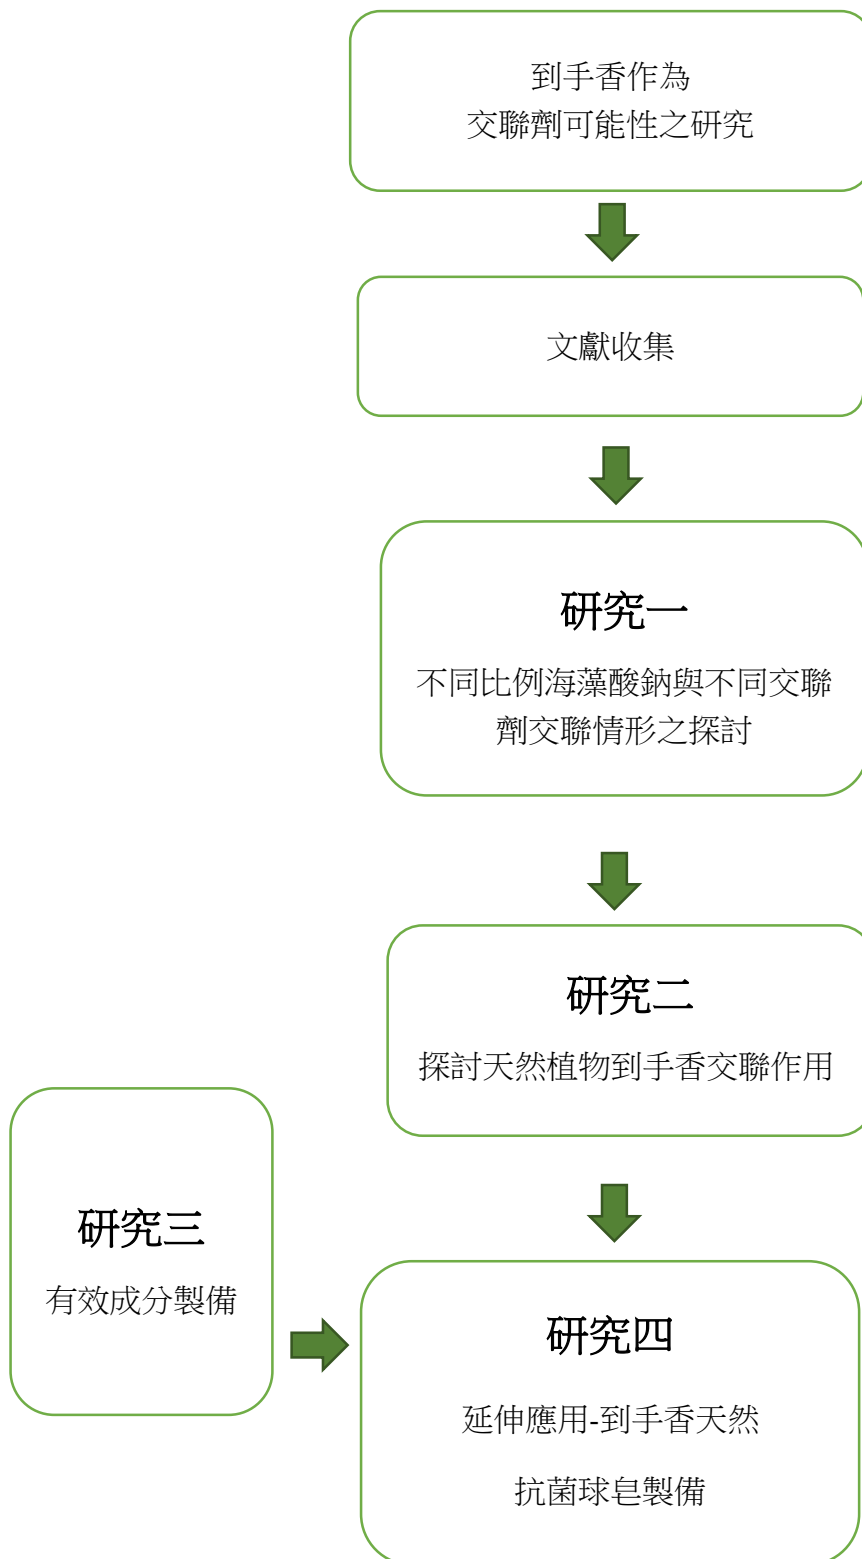 到手香作為
交聯劑可能性之研究
文獻收集
研究一
不同比例海藻酸鈉與不同交聯
劑交聯情形之探討
研究二
探討天然植物到手香交聯作用
研究三
有效成分製備
研究四
延伸應用-到手香天然
抗菌球皂製備